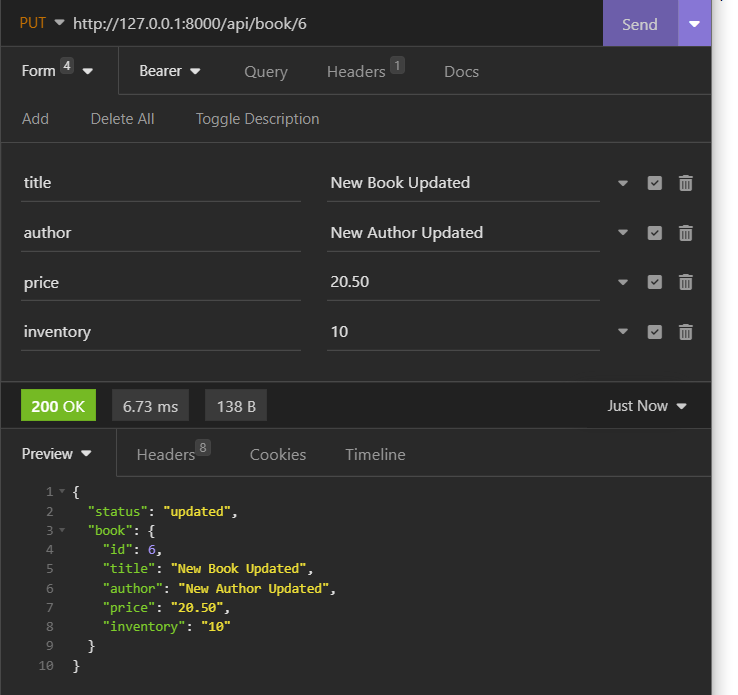 PUT http://127.0.0.1:8000/api/book/6 Send
Form 4 Bearer Query Headers 1 Docs
Add Delete All Toggle Description
title New Book Updated
author New Author Updated
price 20.50
inventory 10
200 OK 6.73 ms 138 B Just Now
Preview Headers 8 Cookies Timeline
1 {
2 "status": "updated",
3 "book": {
4 "id": 6,
5 "title": "New Book Updated",
6 "author": "New Author Updated",
7 "price": "20.50",
8 "inventory": "10"
9 }
10 }